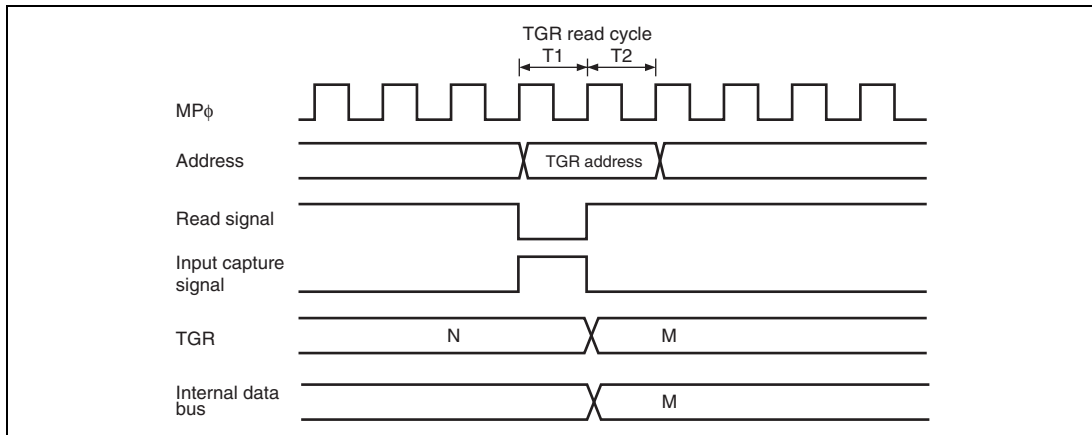 TGR read cycle
T1 T2
MPϕ
Address
TGR address
Read signal
Input capture
signal
TGR
N M
Internal data
bus
M